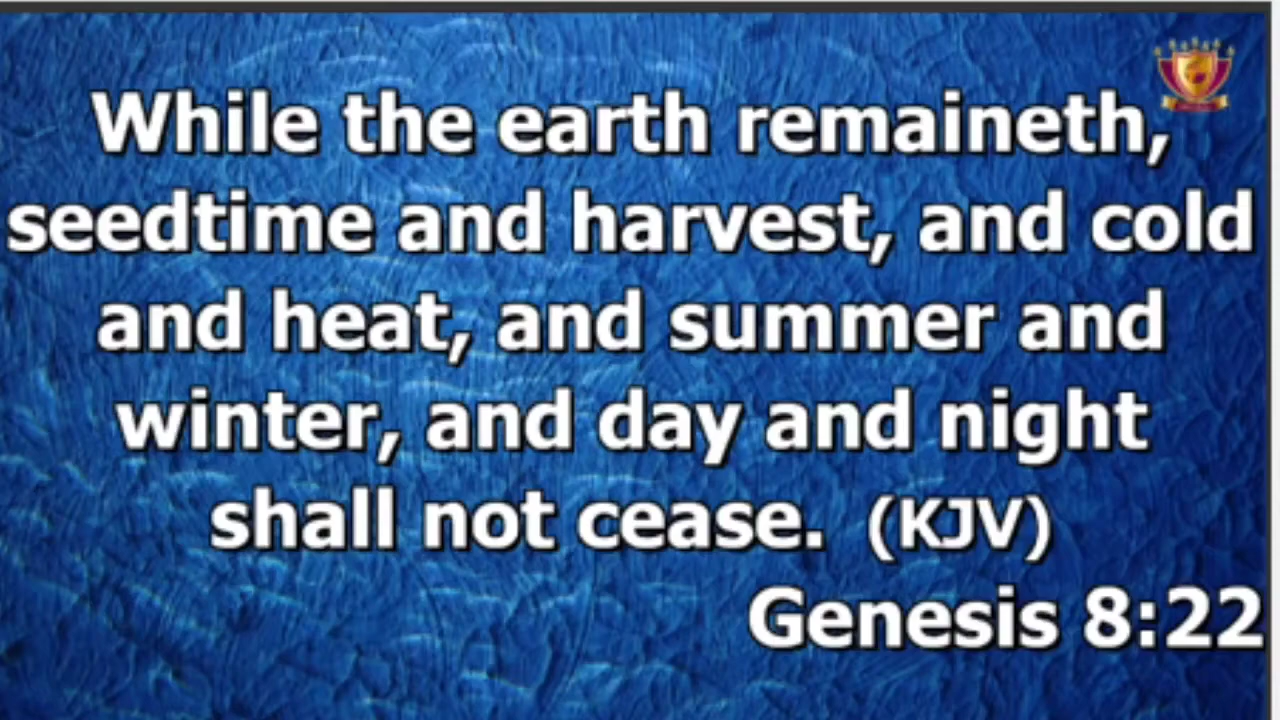 While the earth remaineth,
seedtime and harvest, and cold
and heat, and summer and
winter, and day and night
shall not cease. (KJV)
Genesis 8:22